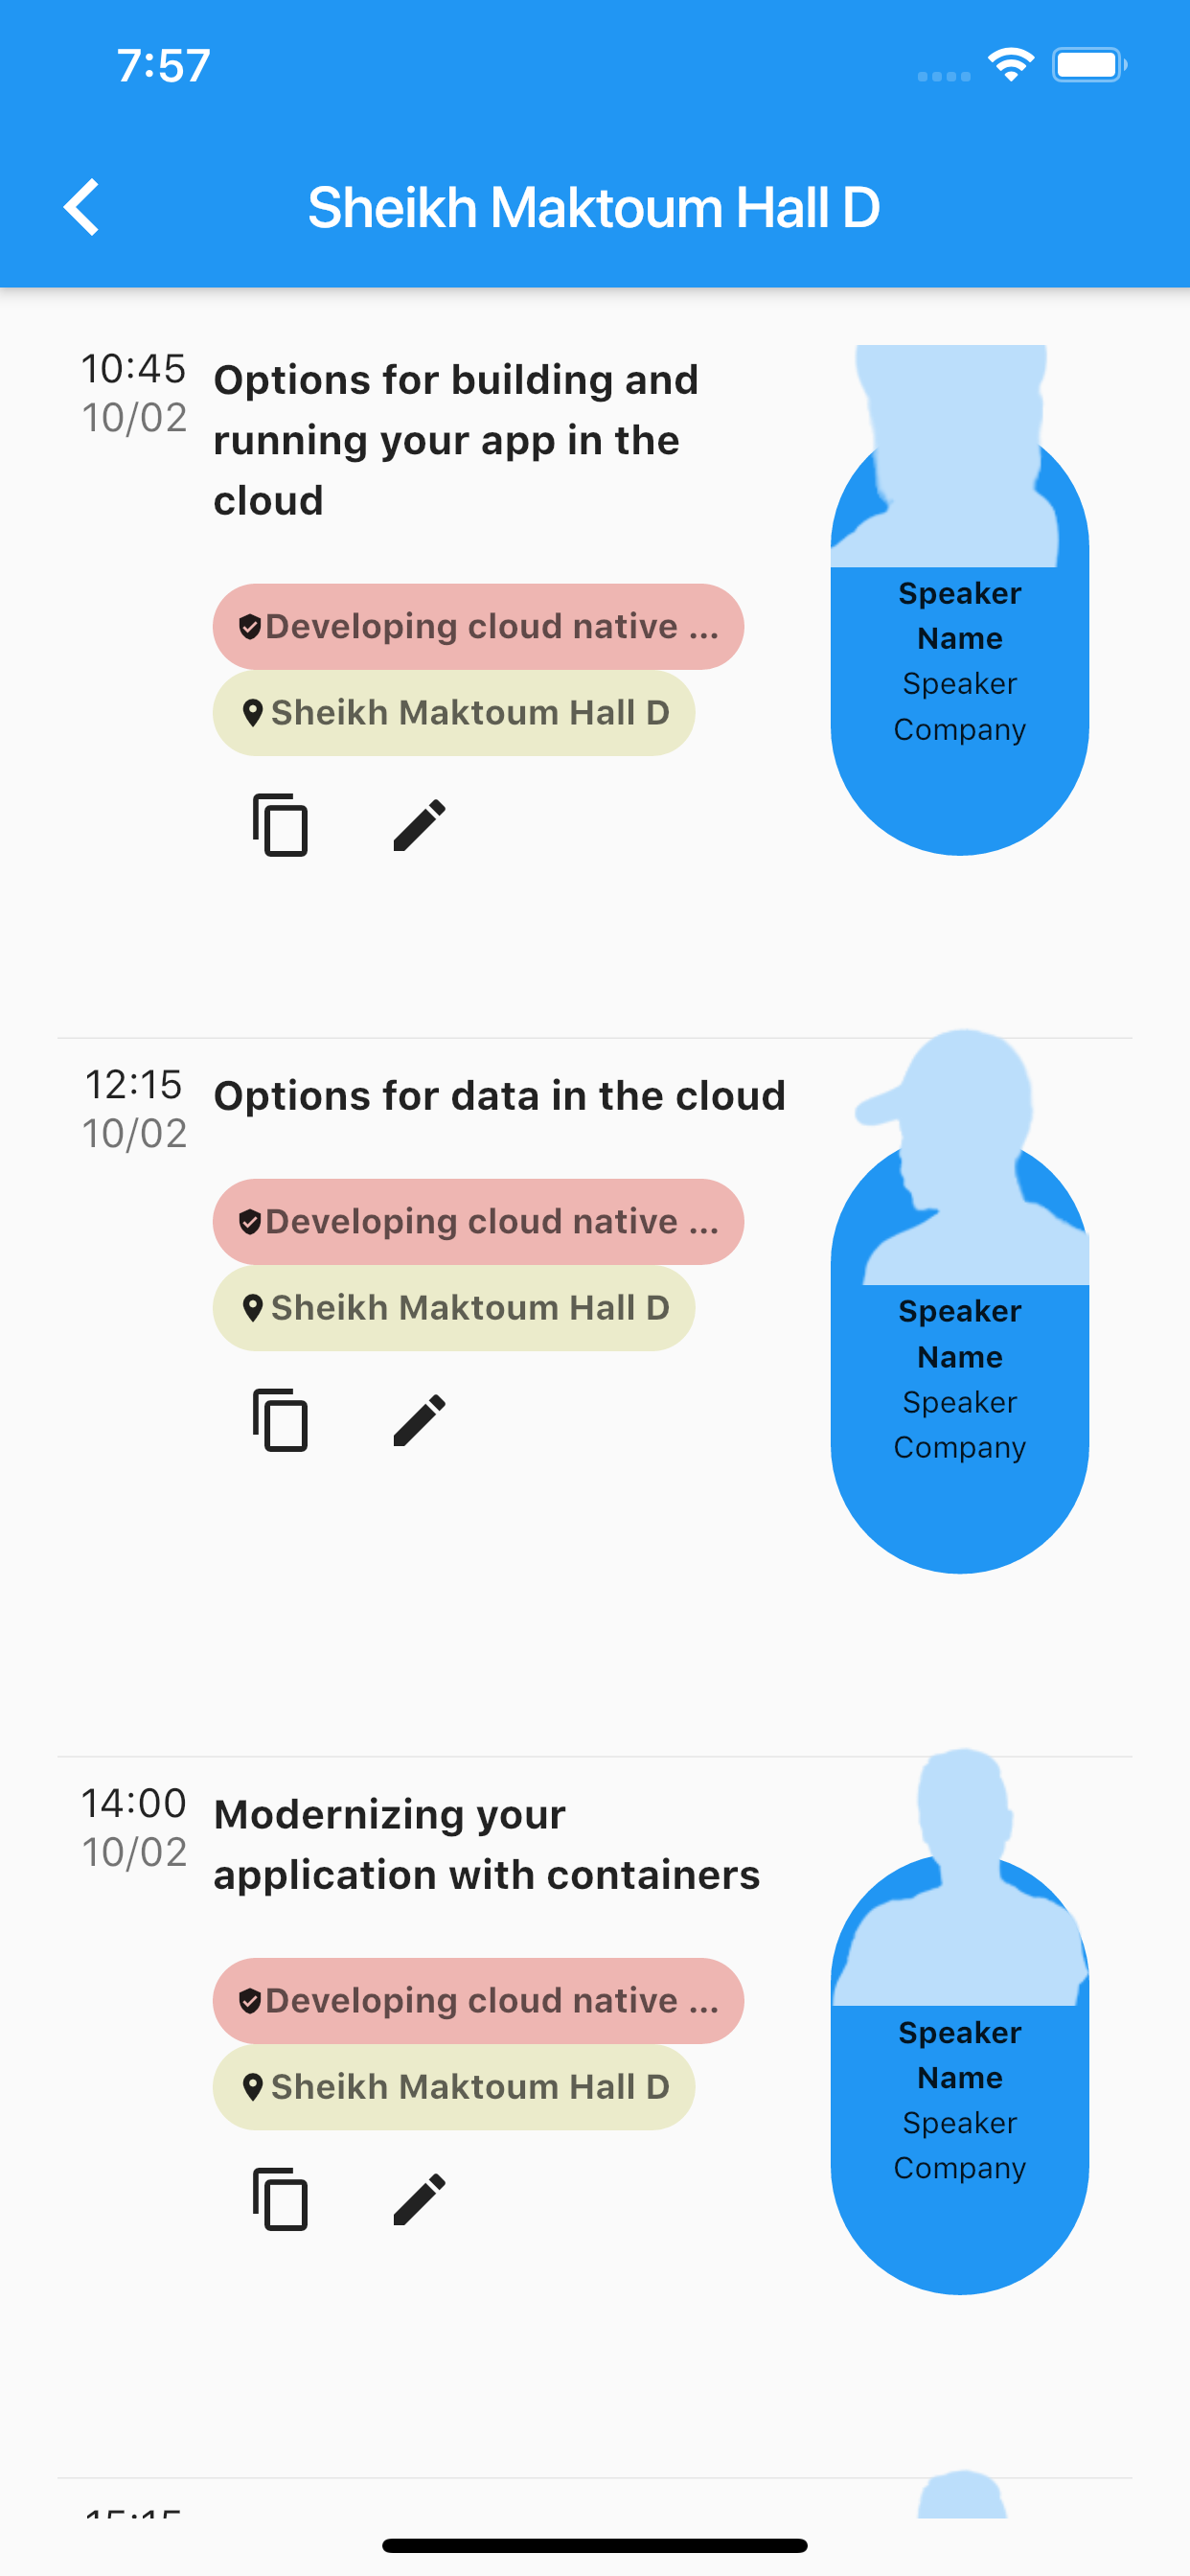 7:57
Sheikh Maktoum Hall D
10:45
10/02
Options for building and
running your app in the
cloud
Developing cloud native ...
Sheikh Maktoum Hall D
Speaker
Name
Speaker
Company
12:15
10/02
Options for data in the cloud
Developing cloud native ...
Sheikh Maktoum Hall D
Speaker
Name
Speaker
Company
14:00
10/02
Modernizing your
application with containers
Developing cloud native ...
Sheikh Maktoum Hall D
Speaker
Name
Speaker
Company